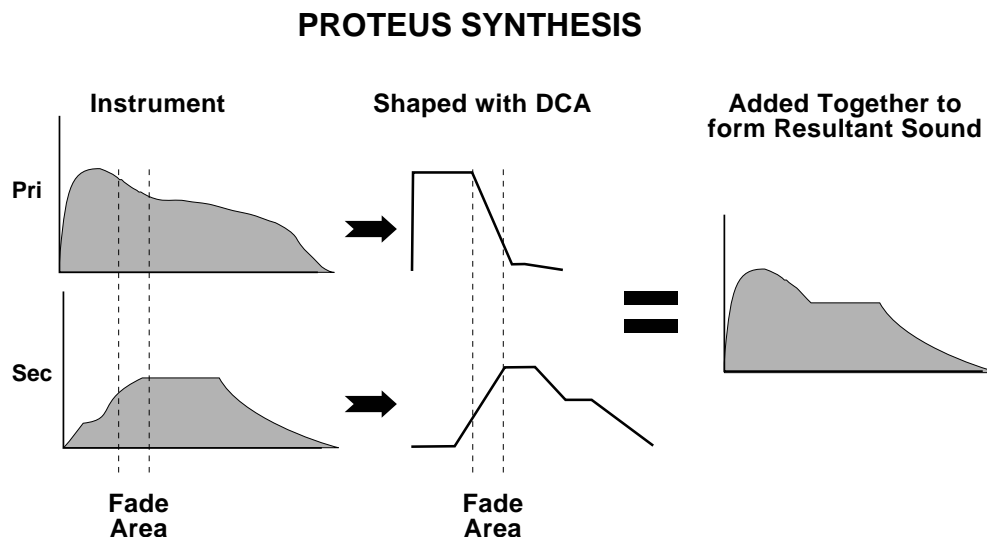 PROTEUS SYNTHESIS
Instrument
Shaped with DCA
Added Together to
form Resultant Sound
Pri
Sec
Fade
Area
Fade
Area